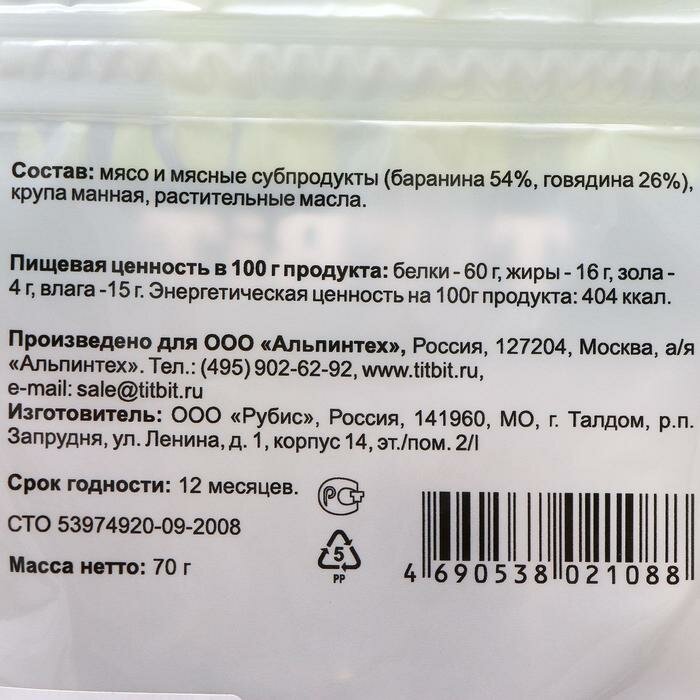 Состав: мясо и мясные субпродукты (баранина 54%, говядина 26%),
крупа манная, растительные масла.
Пищевая ценность в 100 г продукта: белки - 60 г, жиры - 16 г, зола -
4 г, влага -15 г. Энергетическая ценность на 100г продукта: 404 ккал.
Произведено для ООО «Альпинтех», Россия, 127204, Москва, а/я
«Альпинтех». Тел.: (495) 902-62-92, www.titbit.ru,
e-mail: sale@titbit.ru
Изготовитель: ООО «Рубис», Россия, 141960, МО, г. Талдом, р.п.
Запрудня, ул. Ленина, д. 1, корпус 14, эт./пом. 2/I
Срок годности: 12 месяцев.
РСТ
СТО 53974920-09-2008
Масса нетто: 70 г
5
PP
4 690538 021088